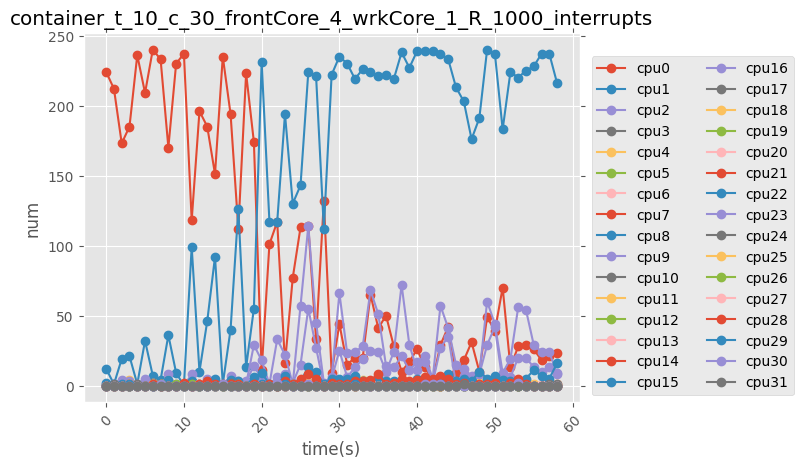 container_t_10_c_30_frontCore_4_wrkCore_1_R_1000_interrupts
250
200
150
100
50
0
num
0
10
20
30
40
50
60
time(s)
cpu0
cpu1
cpu2
cpu3
cpu4
cpu5
cpu6
cpu7
cpu8
cpu9
cpu10
cpu11
cpu12
cpu13
cpu14
cpu15
cpu16
cpu17
cpu18
cpu19
cpu20
cpu21
cpu22
cpu23
cpu24
cpu25
cpu26
cpu27
cpu28
cpu29
cpu30
cpu31